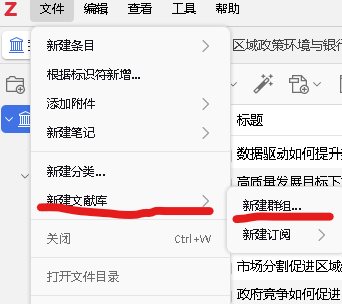 Z
文件 编辑 查看 工具 帮助
新建条目
区域政策环境与银行
根据标识符新增...
添加附件
新建笔记
标题
数据驱动如何提升
新建分类...
高质量发展目标下
新建文献库
新建群组...
关闭 Ctrl+W
新建订阅
打开文件目录
市场分割促进区域
政府竞争如何促进